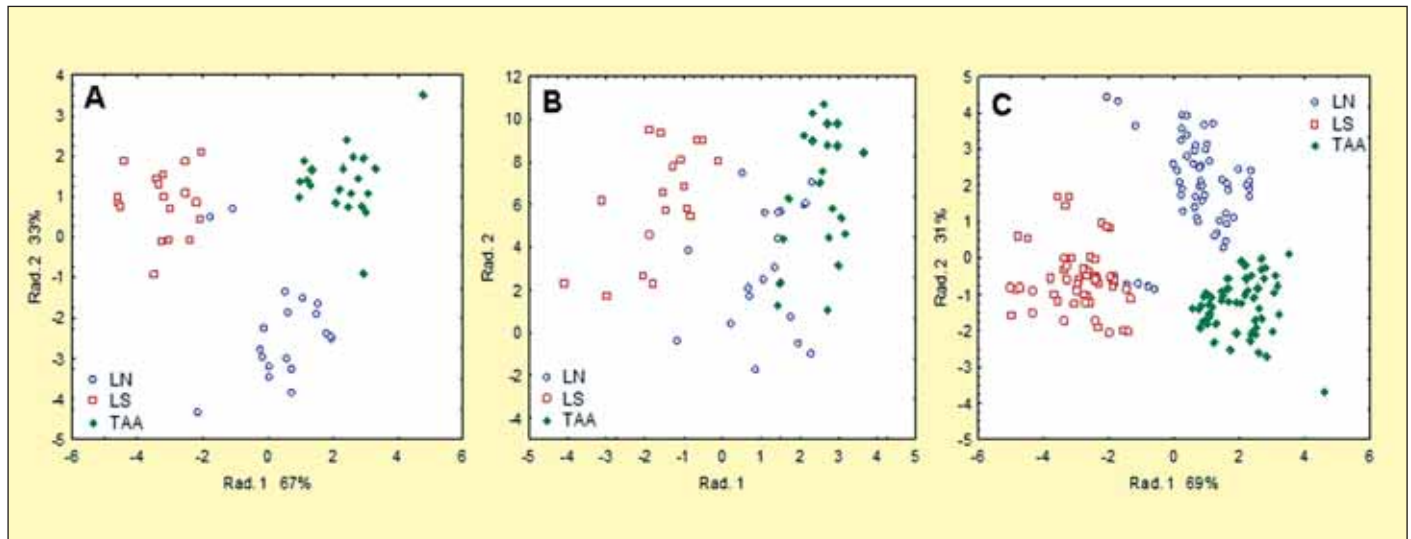 A
4
3
2
1
0
-1
-2
-3
-4
-5
Rad. 2 33%
LN
LS
TAA
-6 -4 -2 0 2 4 6
Rad. 1 67%
B
12
10
8
6
4
2
0
-2
-4
Rad. 2
LN
LS
TAA
-5 -4 -3 -2 -1 0 1 2 3 4 5
Rad. 1
C
LN
LS
TAA
5
4
3
2
1
0
-1
-2
-3
-4
-5
Rad. 2 31%
-6 -4 -2 0 2 4 6
Rad. 1 69%